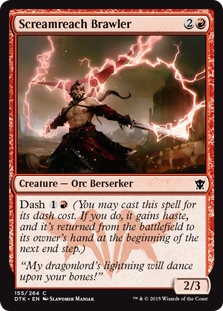 Screamreach Brawler 2
Creature — Orc Berserker
Dash 1 (You may cast this spell for
its dash cost. If you do, it gains haste,
and it's returned from the battlefield to
its owner's hand at the beginning of the
next end step.)
"My dragonlord's lightning will dance
upon your bones!"
2/3
155/264 C
DTK • EN Slawomir Maniak
™ & © 2015 Wizards of the Coast